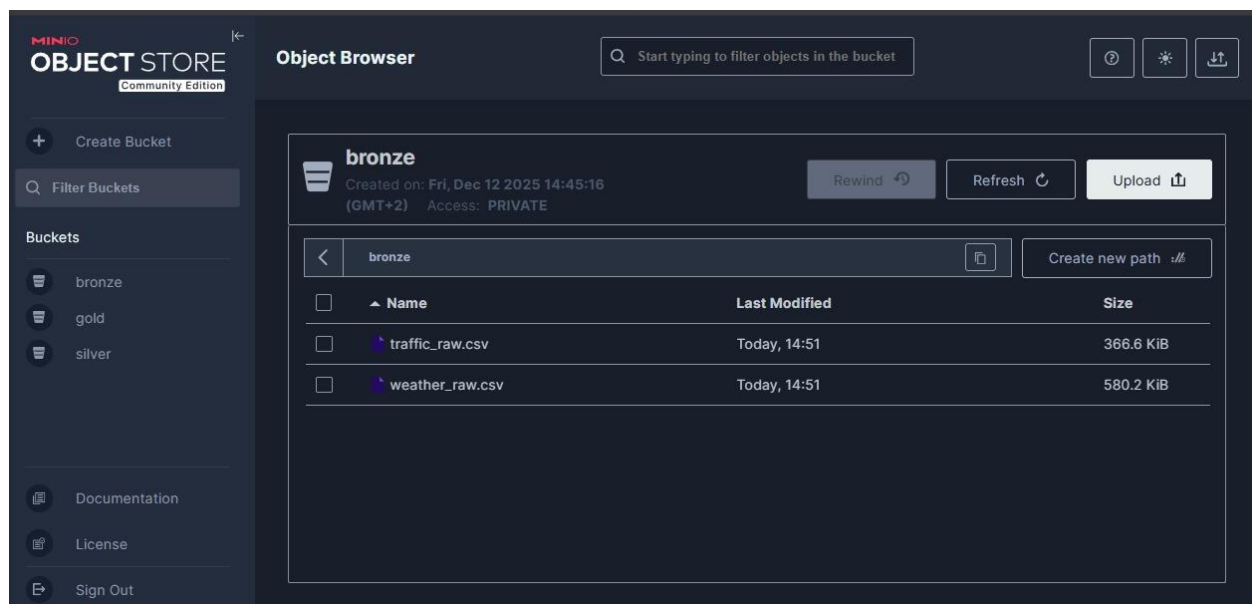 MINIO
OBJECT STORE
Community Edition
Create Bucket
Filter Buckets
Buckets
bronze
gold
silver
Documentation
License
Sign Out
Object Browser
Start typing to filter objects in the bucket
bronze
Created on: Fri, Dec 12 2025 14:45:16
(GMT+2) Access: PRIVATE
Rewind
Refresh
Upload
bronze
Create new path
Name Last Modified Size
traffic_raw.csv Today, 14:51 366.6 KiB
weather_raw.csv Today, 14:51 580.2 KiB